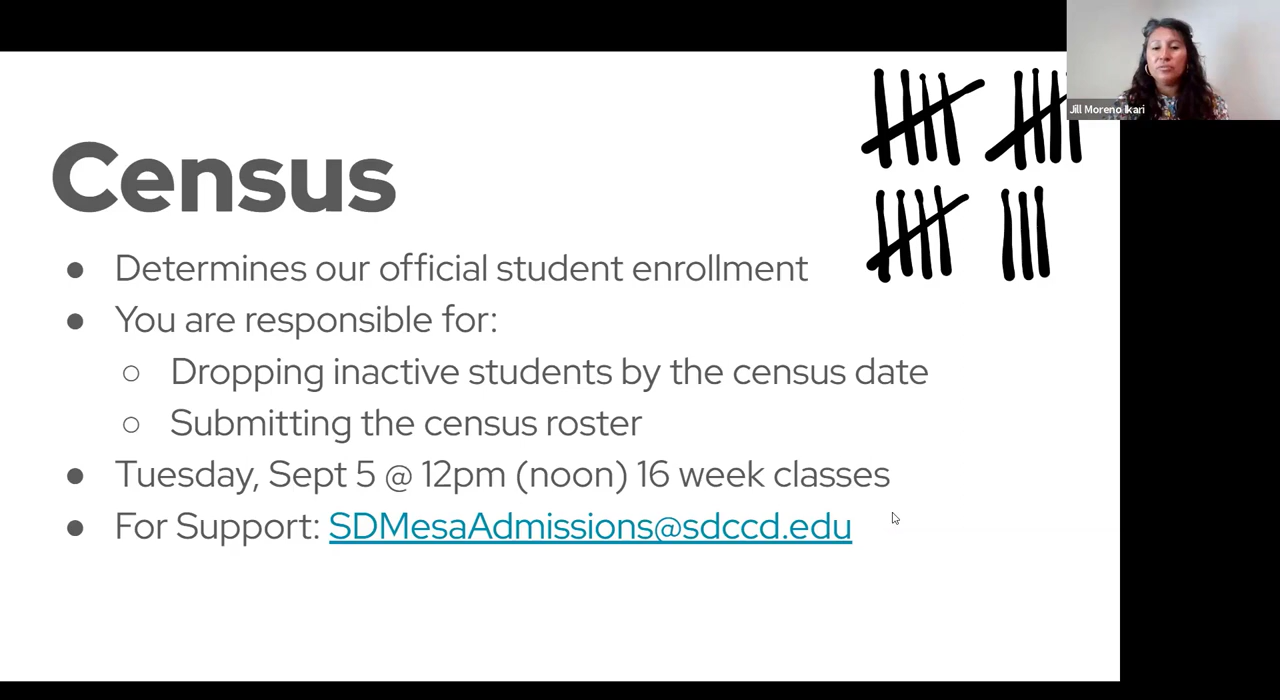 Jill Moreno Ikari
Census
● Determines our official student enrollment
● You are responsible for:
○ Dropping inactive students by the census date
○ Submitting the census roster
● Tuesday, Sept 5 @ 12pm (noon) 16 week classes
● For Support: SDMesaAdmissions@sdccd.edu